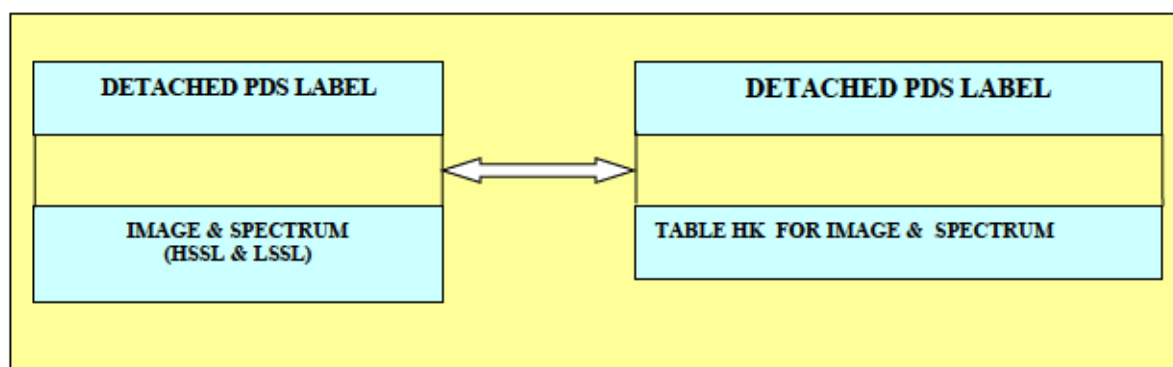 DETACHED PDS LABEL
IMAGE & SPECTRUM
(HSSL & LSSL)
DETACHED PDS LABEL
TABLE HK FOR IMAGE & SPECTRUM